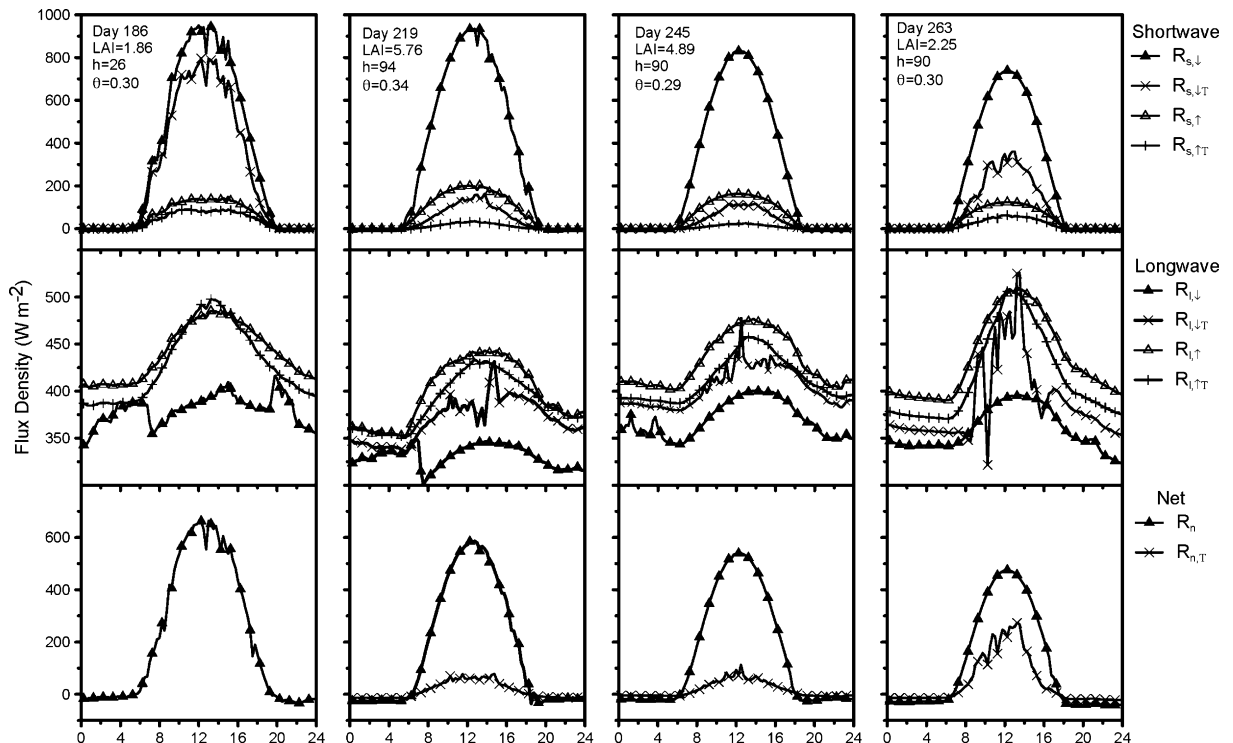 Day 186
LAI=1.86
h=26
θ=0.30
Day 219
LAI=5.76
h=94
θ=0.34
Day 245
LAI=4.89
h=90
θ=0.29
Day 263
LAI=2.25
h=90
θ=0.30
Shortwave
Rs,↓
Rs,↓T
Rs,↑
Rs,↑T
1000
800
600
400
200
0
Longwave
Rl,↓
Rl,↓T
Rl,↑
Rl,↑T
500
450
400
350
Flux Density (W m-2)
Net
Rn
Rn,T
600
400
200
0
0 4 8 12 16 20 24
0 4 8 12 16 20 24
0 4 8 12 16 20 24
0 4 8 12 16 20 24